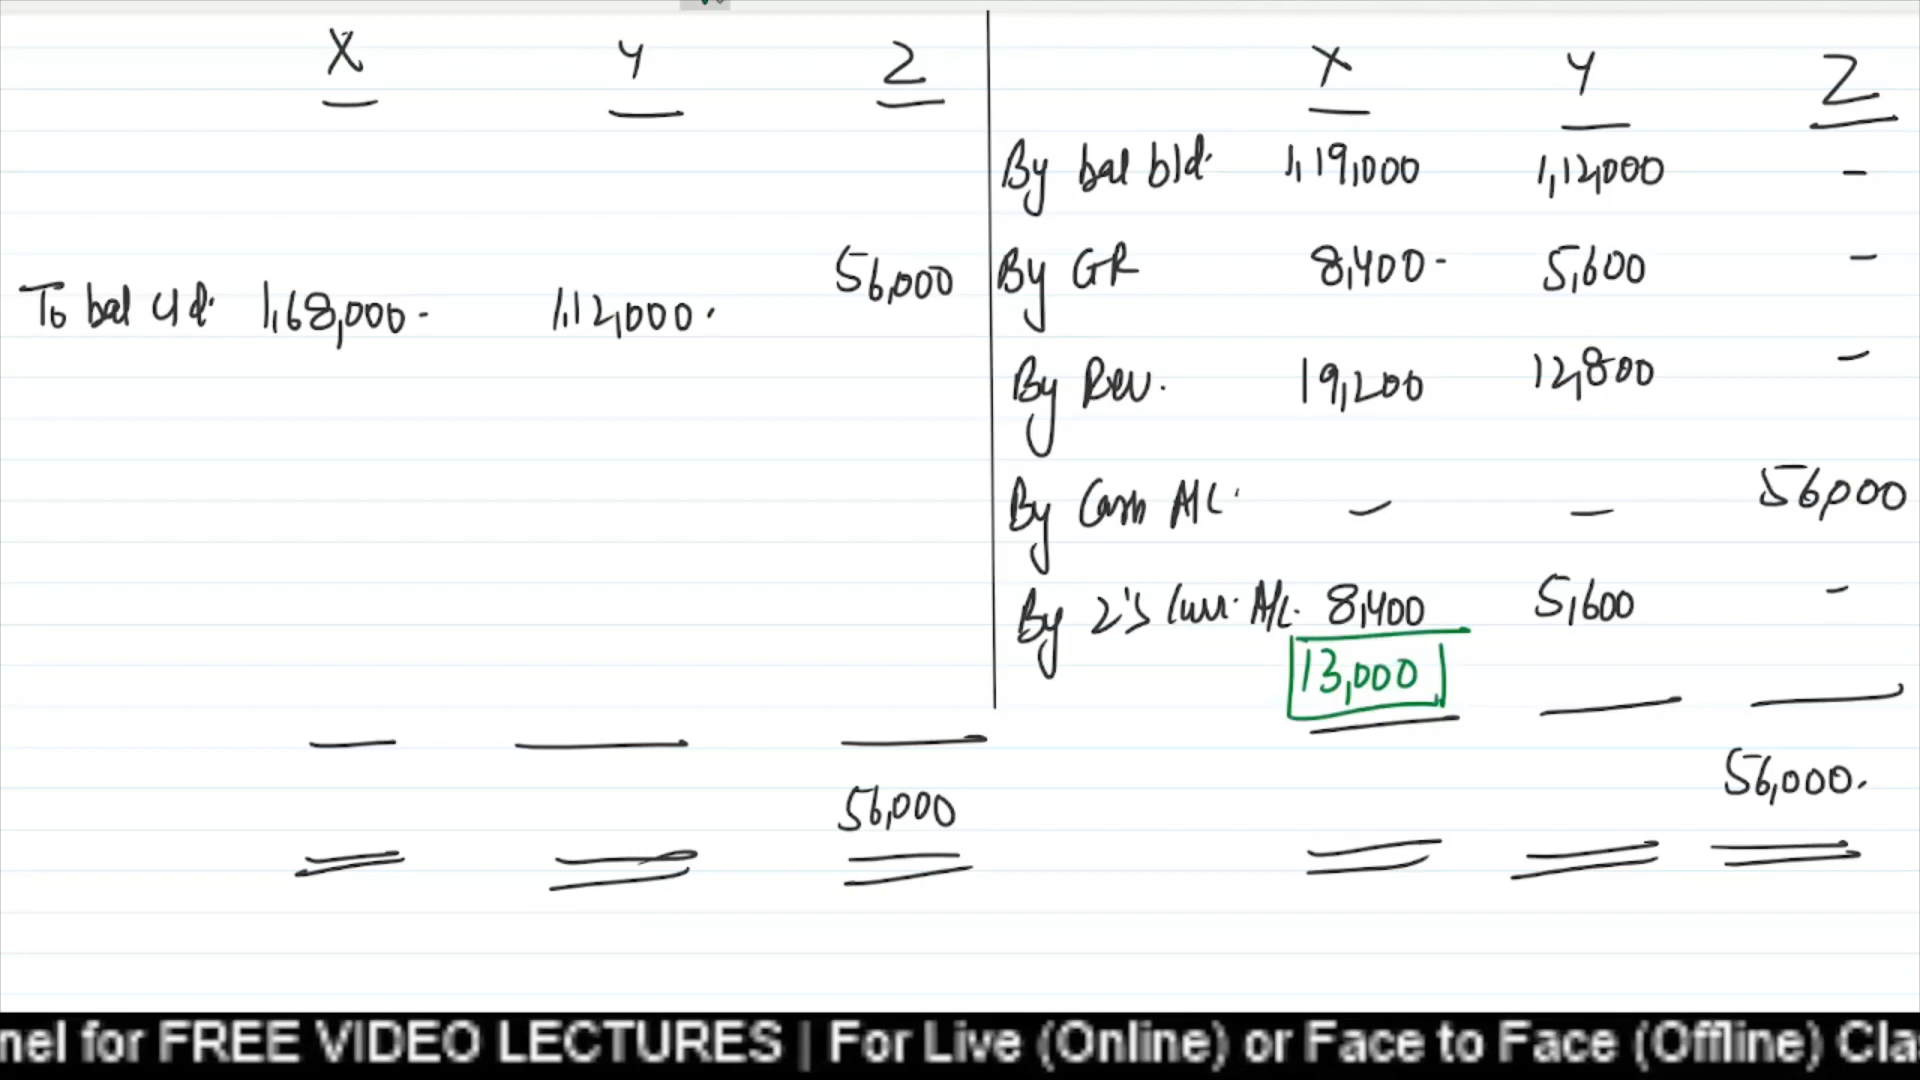 X Y Z
X Y Z
By bal b/d. 1,19,000 1,12,000 -
By GR 8,400 - 5,600 -
To bal c/d. 1,68,000 - 1,12,000. 56,000
By Rev. 19,200 12,800 -
By Cash A/c. - - 56,000
By Z's Curr. A/c. 8,400 5,600 -
13,000
56,000
56,000.
nel for FREE VIDEO LECTURES | For Live (Online) or Face to Face (Offline) Cla